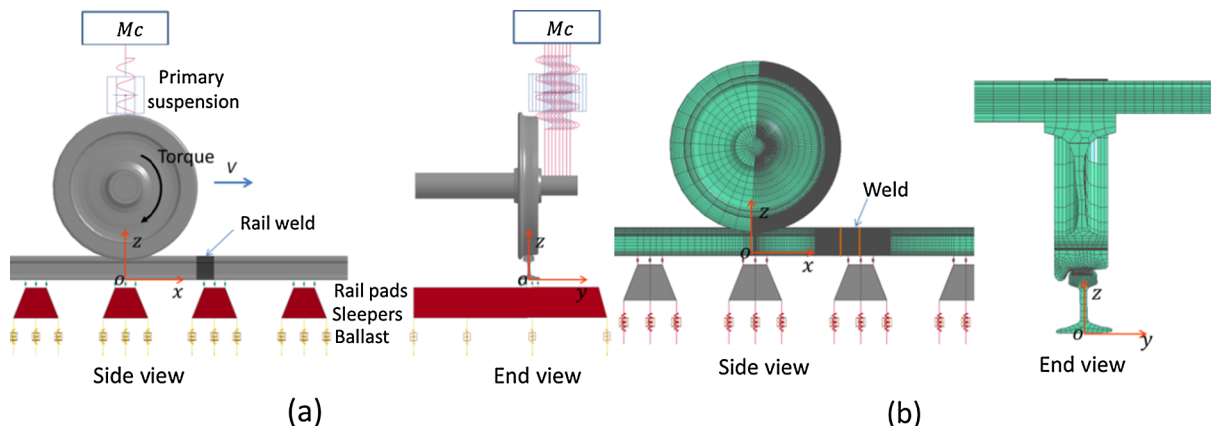 Mc
Primary
suspension
Torque
V
Rail weld
z
o
x
Side view
Mc
z
o
y
Rail pads
Sleepers
Ballast
End view
(a)
Weld
z
o
x
Side view
z
o
y
End view
(b)